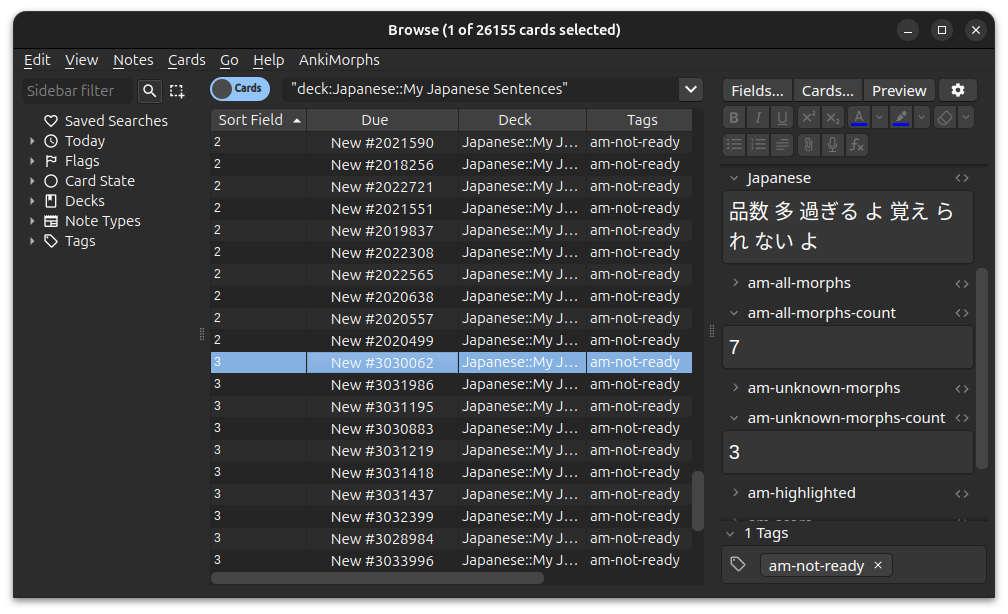 Browse (1 of 26155 cards selected)
Edit View Notes Cards Go Help AnkiMorphs
Sidebar filter
Saved Searches
Today
Flags
Card State
Decks
Note Types
Tags
Cards
"deck:Japanese::My Japanese Sentences"
Sort Field Due Deck Tags
2 New #2021590 Japanese::My J... am-not-ready
2 New #2018256 Japanese::My J... am-not-ready
2 New #2022721 Japanese::My J... am-not-ready
2 New #2021551 Japanese::My J... am-not-ready
2 New #2019837 Japanese::My J... am-not-ready
2 New #2022308 Japanese::My J... am-not-ready
2 New #2022565 Japanese::My J... am-not-ready
2 New #2020638 Japanese::My J... am-not-ready
2 New #2020557 Japanese::My J... am-not-ready
2 New #2020499 Japanese::My J... am-not-ready
3 New #3030062 Japanese::My J... am-not-ready
3 New #3031986 Japanese::My J... am-not-ready
3 New #3031195 Japanese::My J... am-not-ready
3 New #3030883 Japanese::My J... am-not-ready
3 New #3031219 Japanese::My J... am-not-ready
3 New #3031418 Japanese::My J... am-not-ready
3 New #3031437 Japanese::My J... am-not-ready
3 New #3032399 Japanese::My J... am-not-ready
3 New #3028984 Japanese::My J... am-not-ready
3 New #3033996 Japanese::My J... am-not-ready
Fields... Cards... Preview
B I U X² X₂ A
fx
Japanese
品数 多 過ぎる よ 覚え ら
れ ない よ
am-all-morphs
am-all-morphs-count
7
am-unknown-morphs
am-unknown-morphs-count
3
am-highlighted
1 Tags
am-not-ready